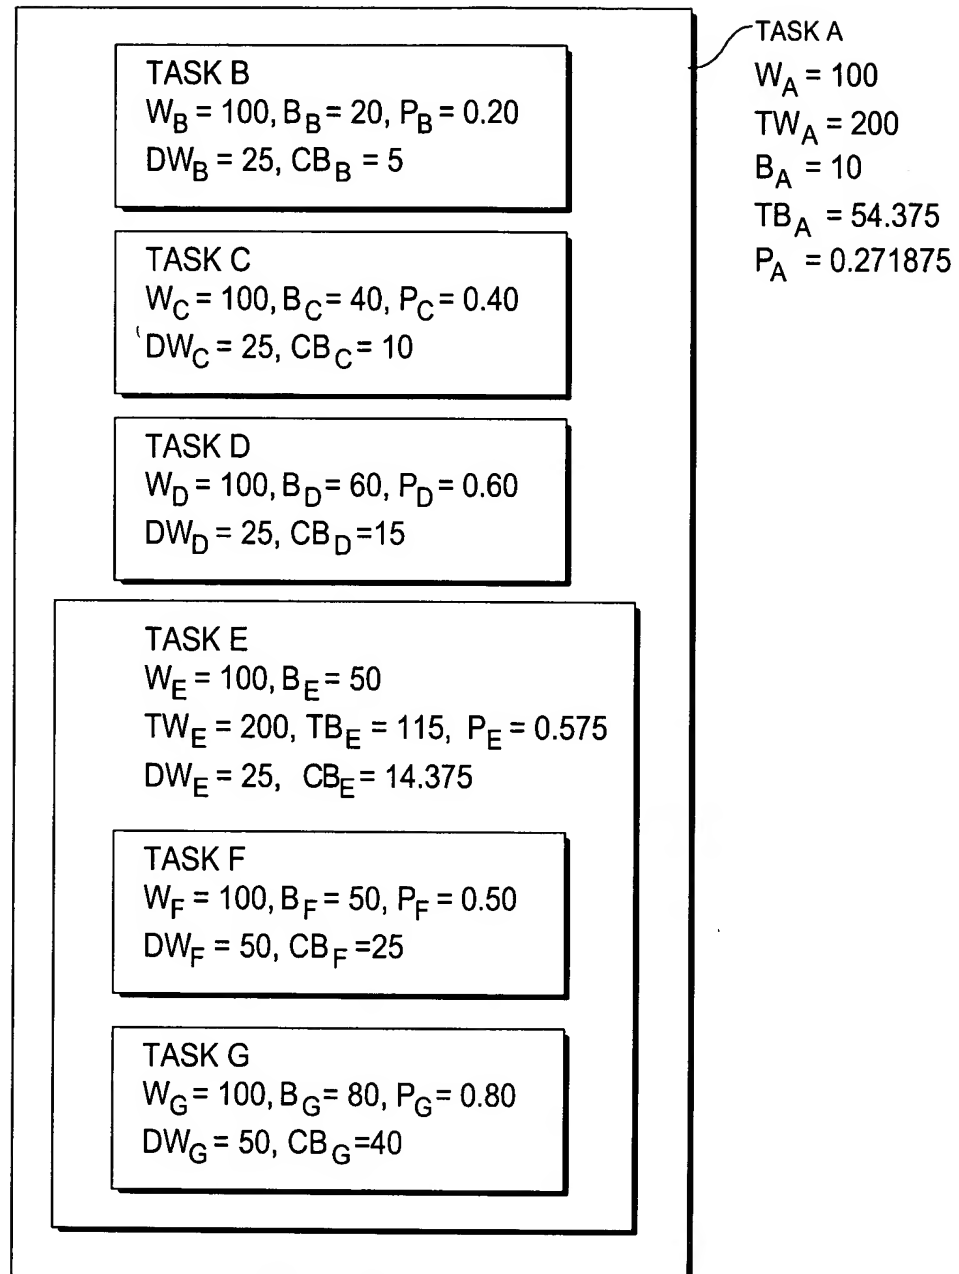 TASK A
W_A = 100
TW_A = 200
B_A = 10
TB_A = 54.375
P_A = 0.271875
TASK B
W_B = 100, B_B = 20, P_B = 0.20
DW_B = 25, CB_B = 5
TASK C
W_C = 100, B_C = 40, P_C = 0.40
DW_C = 25, CB_C = 10
TASK D
W_D = 100, B_D = 60, P_D = 0.60
DW_D = 25, CB_D =15
TASK E
W_E = 100, B_E = 50
TW_E = 200, TB_E = 115, P_E = 0.575
DW_E = 25, CB_E = 14.375
TASK F
W_F = 100, B_F = 50, P_F = 0.50
DW_F = 50, CB_F =25
TASK G
W_G = 100, B_G = 80, P_G = 0.80
DW_G = 50, CB_G =40